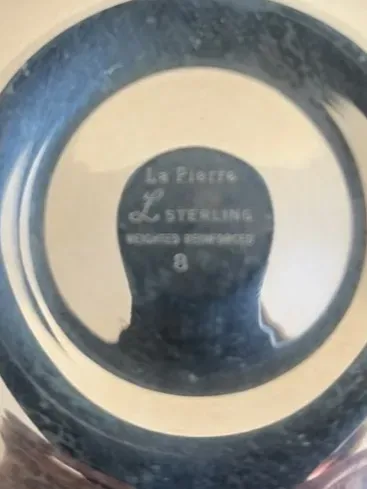 La Pierre
L STERLING
WEIGHTED REINFORCED
8